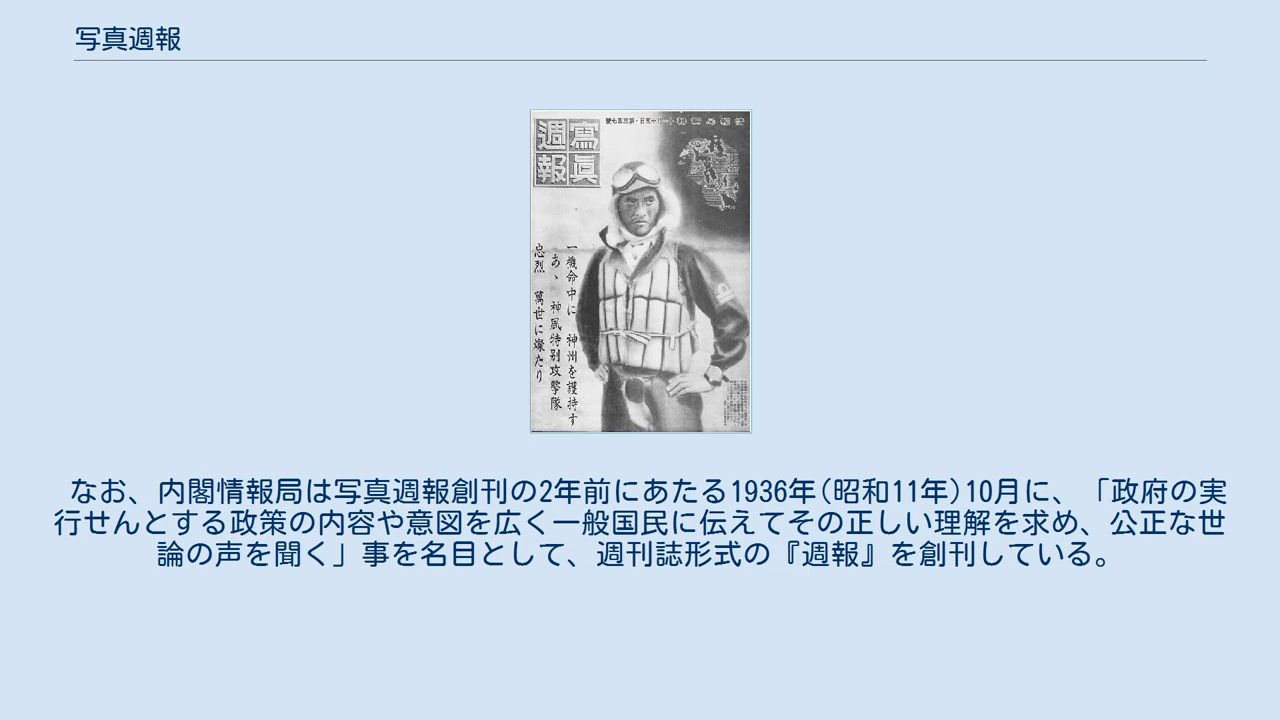 写真週報
寫眞
週報
一機命中に 神州を護持す
あゝ 神風特別攻擊隊
忠烈 萬世に燦たり
なお、内閣情報局は写真週報創刊の2年前にあたる1936年(昭和11年)10月に、「政府の実
行せんとする政策の内容や意図を広く一般国民に伝えてその正しい理解を求め、公正な世
論の声を聞く」事を名目として、週刊誌形式の『週報』を創刊している。